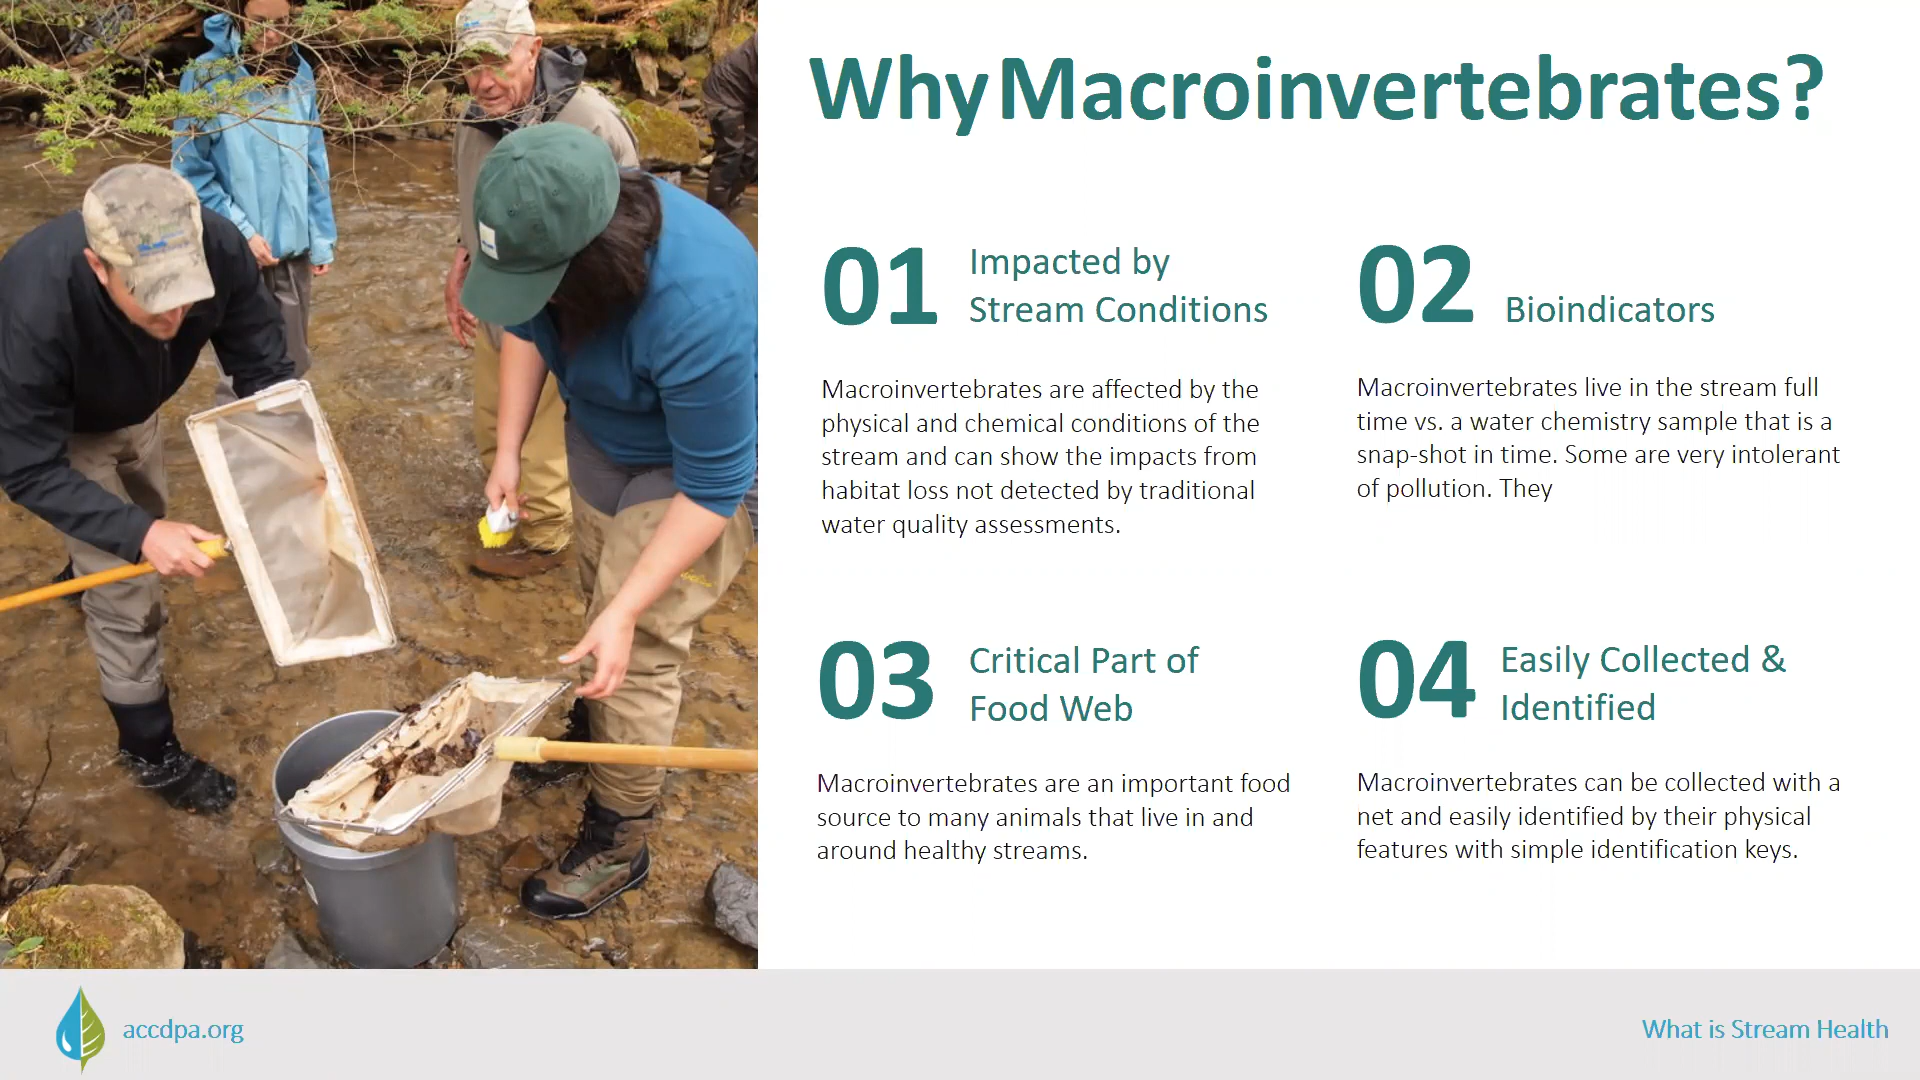 Why Macroinvertebrates?
01
Impacted by
Stream Conditions
Macroinvertebrates are affected by the
physical and chemical conditions of the
stream and can show the impacts from
habitat loss not detected by traditional
water quality assessments.
02
Bioindicators
Macroinvertebrates live in the stream full
time vs. a water chemistry sample that is a
snap-shot in time. Some are very intolerant
of pollution. They
03
Critical Part of
Food Web
Macroinvertebrates are an important food
source to many animals that live in and
around healthy streams.
04
Easily Collected &
Identified
Macroinvertebrates can be collected with a
net and easily identified by their physical
features with simple identification keys.
accdpa.org
What is Stream Health